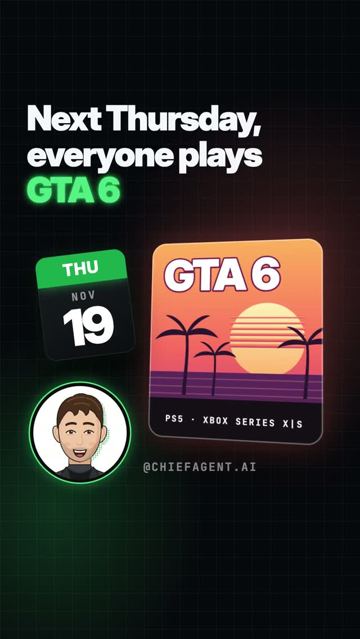 Next Thursday,
everyone plays
GTA 6
THU
NOV
19
GTA 6
PS5 · XBOX SERIES X|S
@CHIEFAGENT.AI